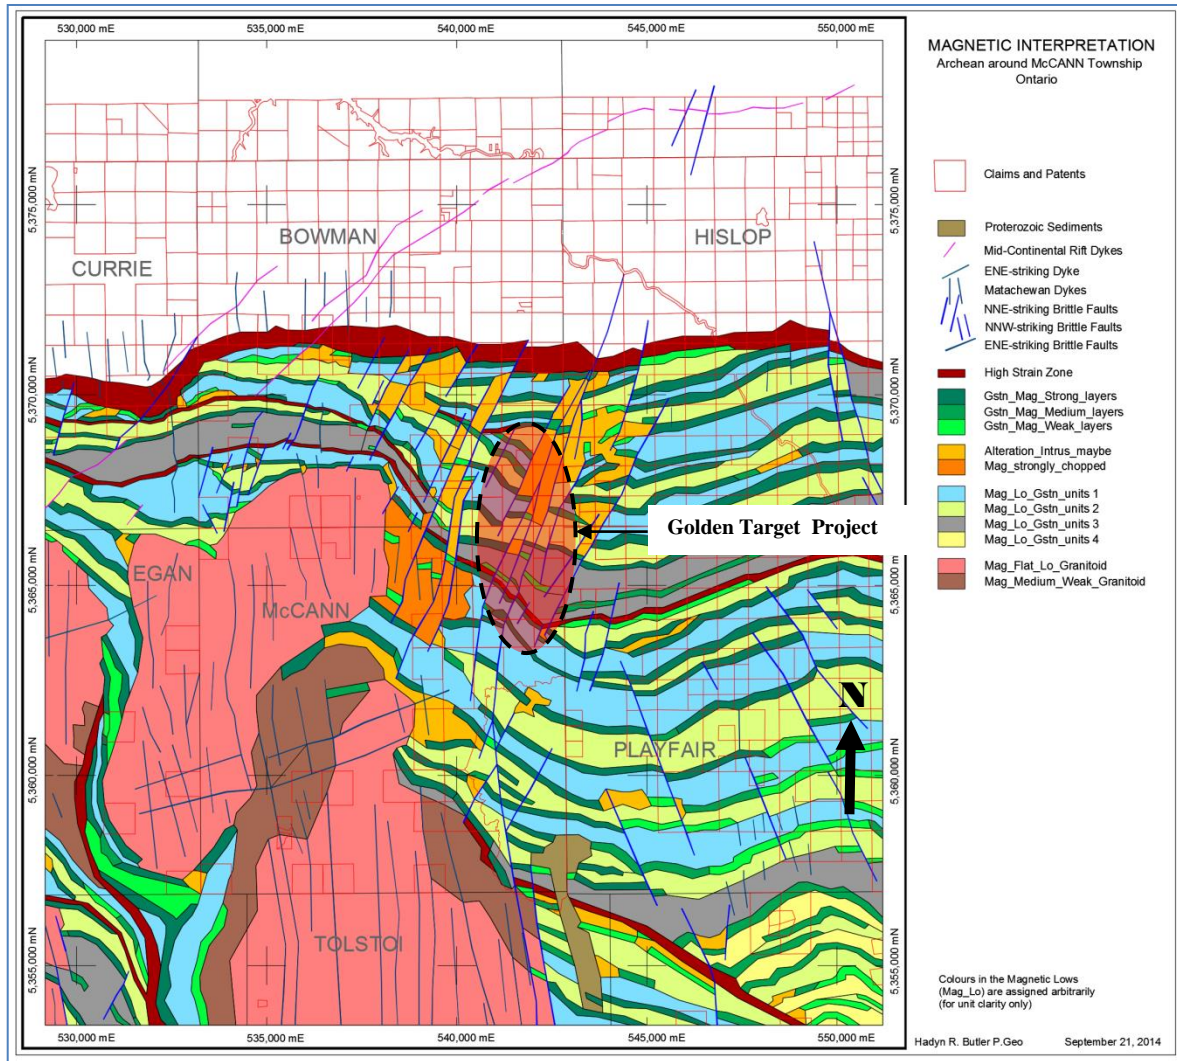 530,000 mE
535,000 mE
540,000 mE
545,000 mE
550,000 mE
MAGNETIC INTERPRETATION
Archean around McCANN Township
Ontario
5,375,000 mN
5,370,000 mN
5,365,000 mN
5,360,000 mN
5,355,000 mN
CURRIE
BOWMAN
HISLOP
EGAN
McCANN
PLAYFAIR
TOLSTOI
Golden Target Project
N
5,375,000 mN
5,370,000 mN
5,365,000 mN
5,360,000 mN
5,355,000 mN
Claims and Patents
Proterozoic Sediments
Mid-Continental Rift Dykes
ENE-striking Dyke
Matachewan Dykes
NNE-striking Brittle Faults
NNW-striking Brittle Faults
ENE-striking Brittle Faults
High Strain Zone
Gstn_Mag_Strong_layers
Gstn_Mag_Medium_layers
Gstn_Mag_Weak_layers
Alteration_Intrus_maybe
Mag_strongly_chopped
Mag_Lo_Gstn_units 1
Mag_Lo_Gstn_units 2
Mag_Lo_Gstn_units 3
Mag_Lo_Gstn_units 4
Mag_Flat_Lo_Granitoid
Mag_Medium_Weak_Granitoid
Colours in the Magnetic Lows
(Mag_Lo) are assigned arbitrarily
(for unit clarity only)
530,000 mE
535,000 mE
540,000 mE
545,000 mE
550,000 mE
Hadyn R. Butler P.Geo
September 21, 2014